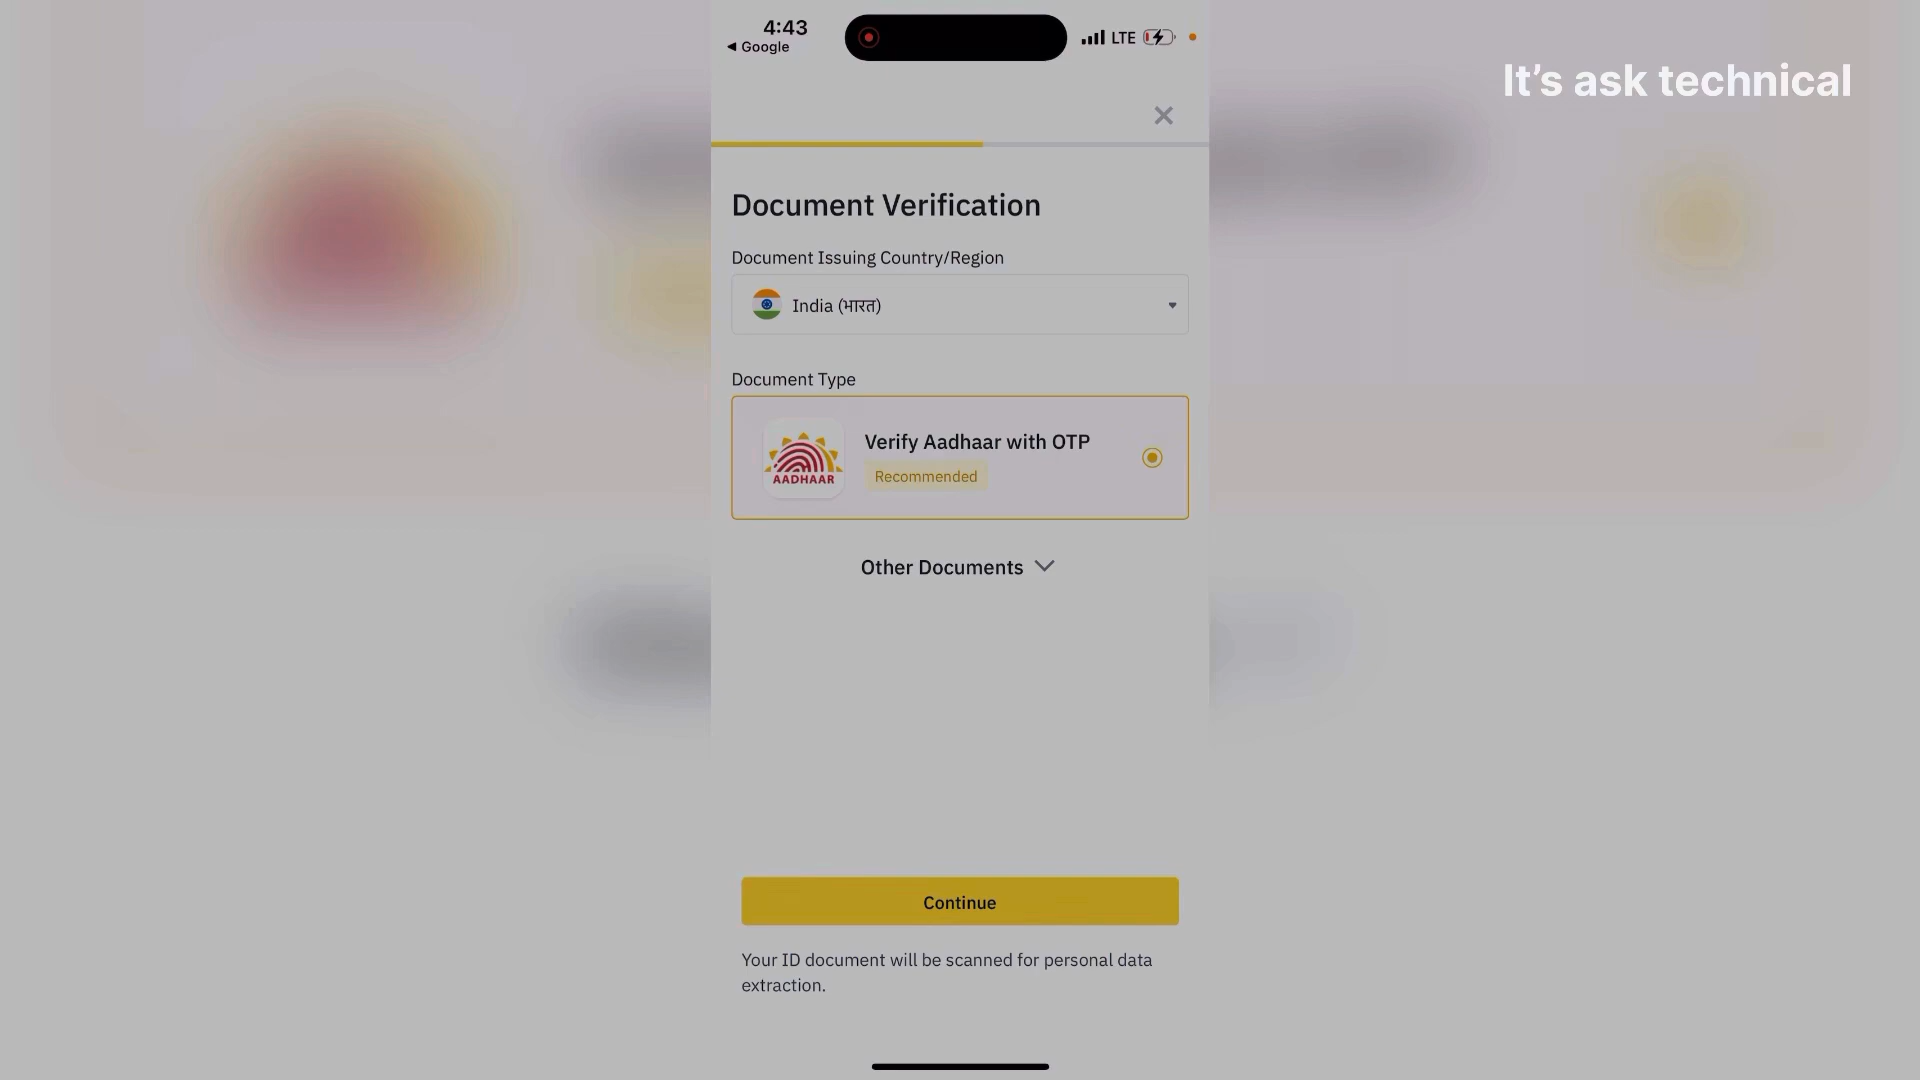 4:43
◀ Google
LTE
It's ask technical
Document Verification
Document Issuing Country/Region
India (भारत)
Document Type
AADHAAR
Verify Aadhaar with OTP
Recommended
Other Documents
Continue
Your ID document will be scanned for personal data
extraction.